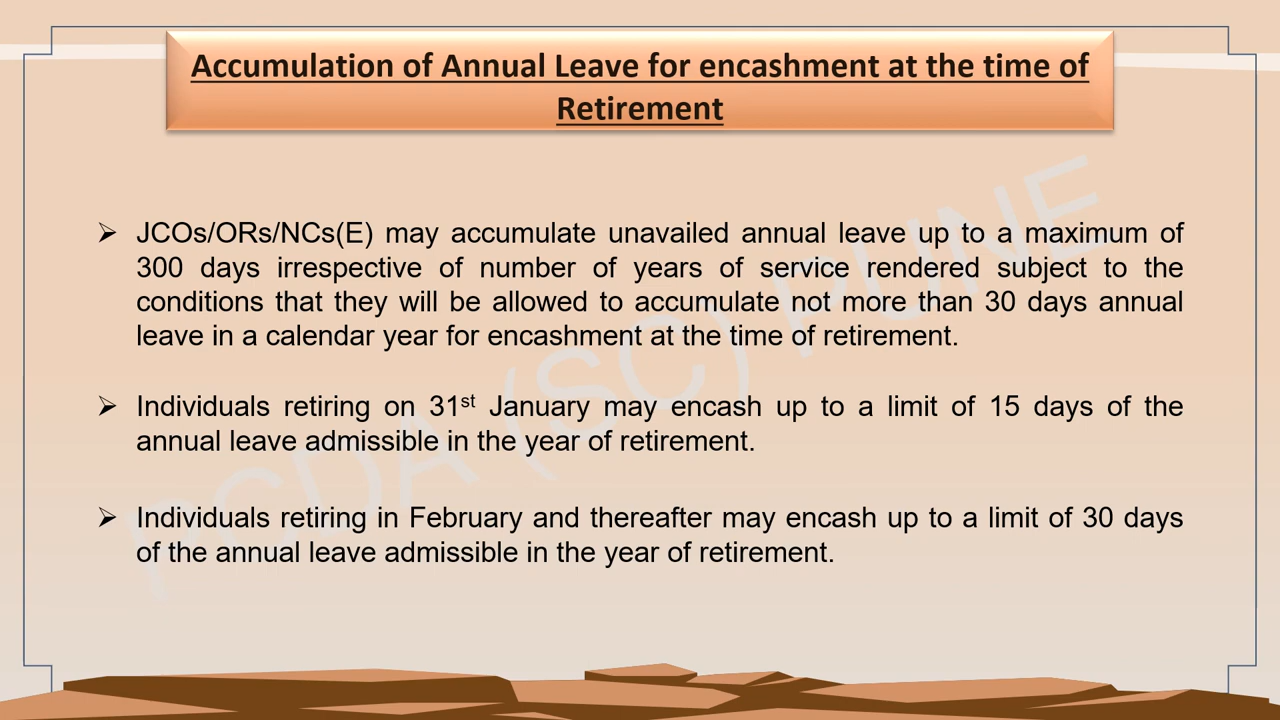 Accumulation of Annual Leave for encashment at the time of
Retirement
➢ JCOs/ORs/NCs(E) may accumulate unavailed annual leave up to a maximum of
300 days irrespective of number of years of service rendered subject to the
conditions that they will be allowed to accumulate not more than 30 days annual
leave in a calendar year for encashment at the time of retirement.
➢ Individuals retiring on 31st January may encash up to a limit of 15 days of the
annual leave admissible in the year of retirement.
➢ Individuals retiring in February and thereafter may encash up to a limit of 30 days
of the annual leave admissible in the year of retirement.
PCDA (SC) PUNE